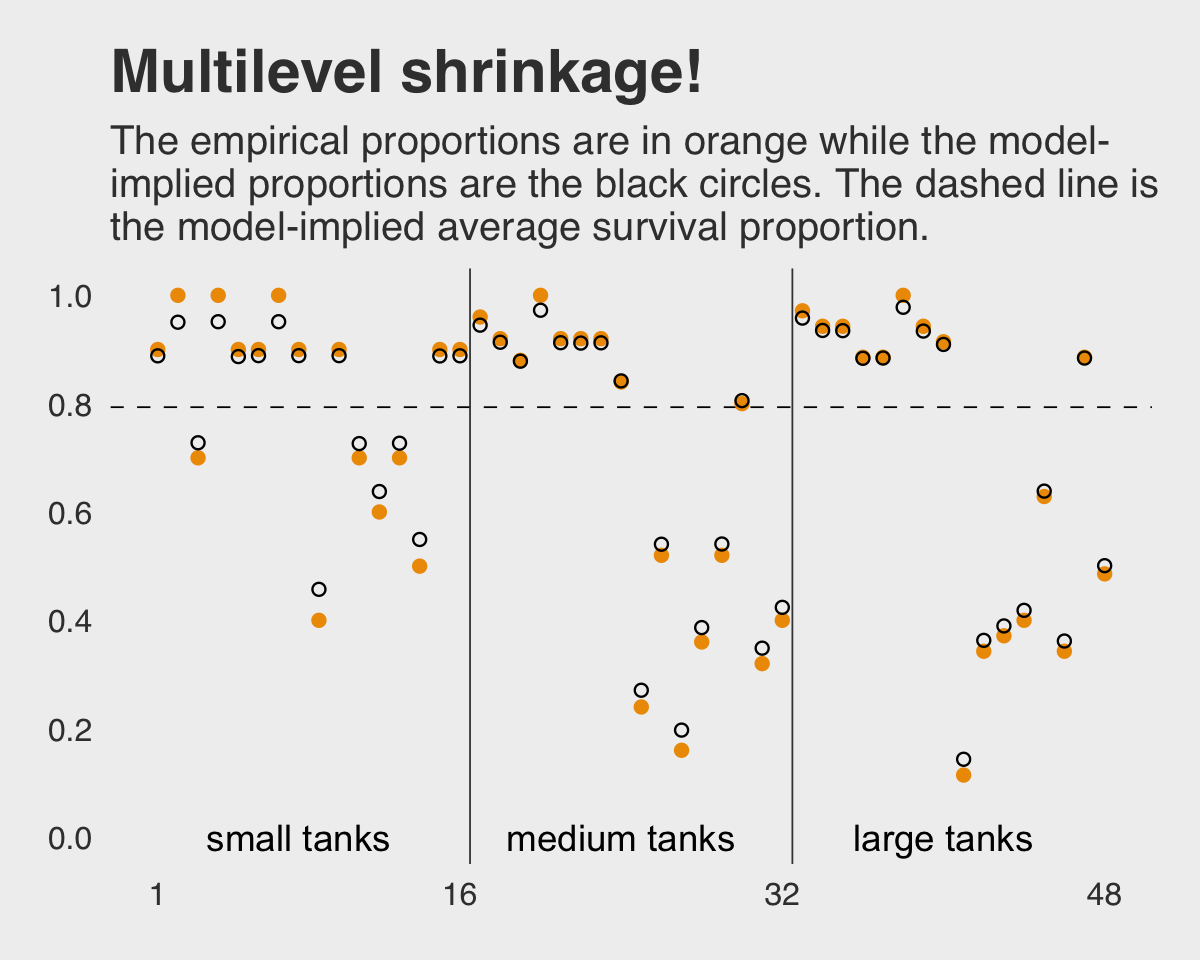 Multilevel shrinkage!
The empirical proportions are in orange while the model-
implied proportions are the black circles. The dashed line is
the model-implied average survival proportion.
1.0
0.8
0.6
0.4
0.2
0.0
small tanks medium tanks large tanks
1 16 32 48